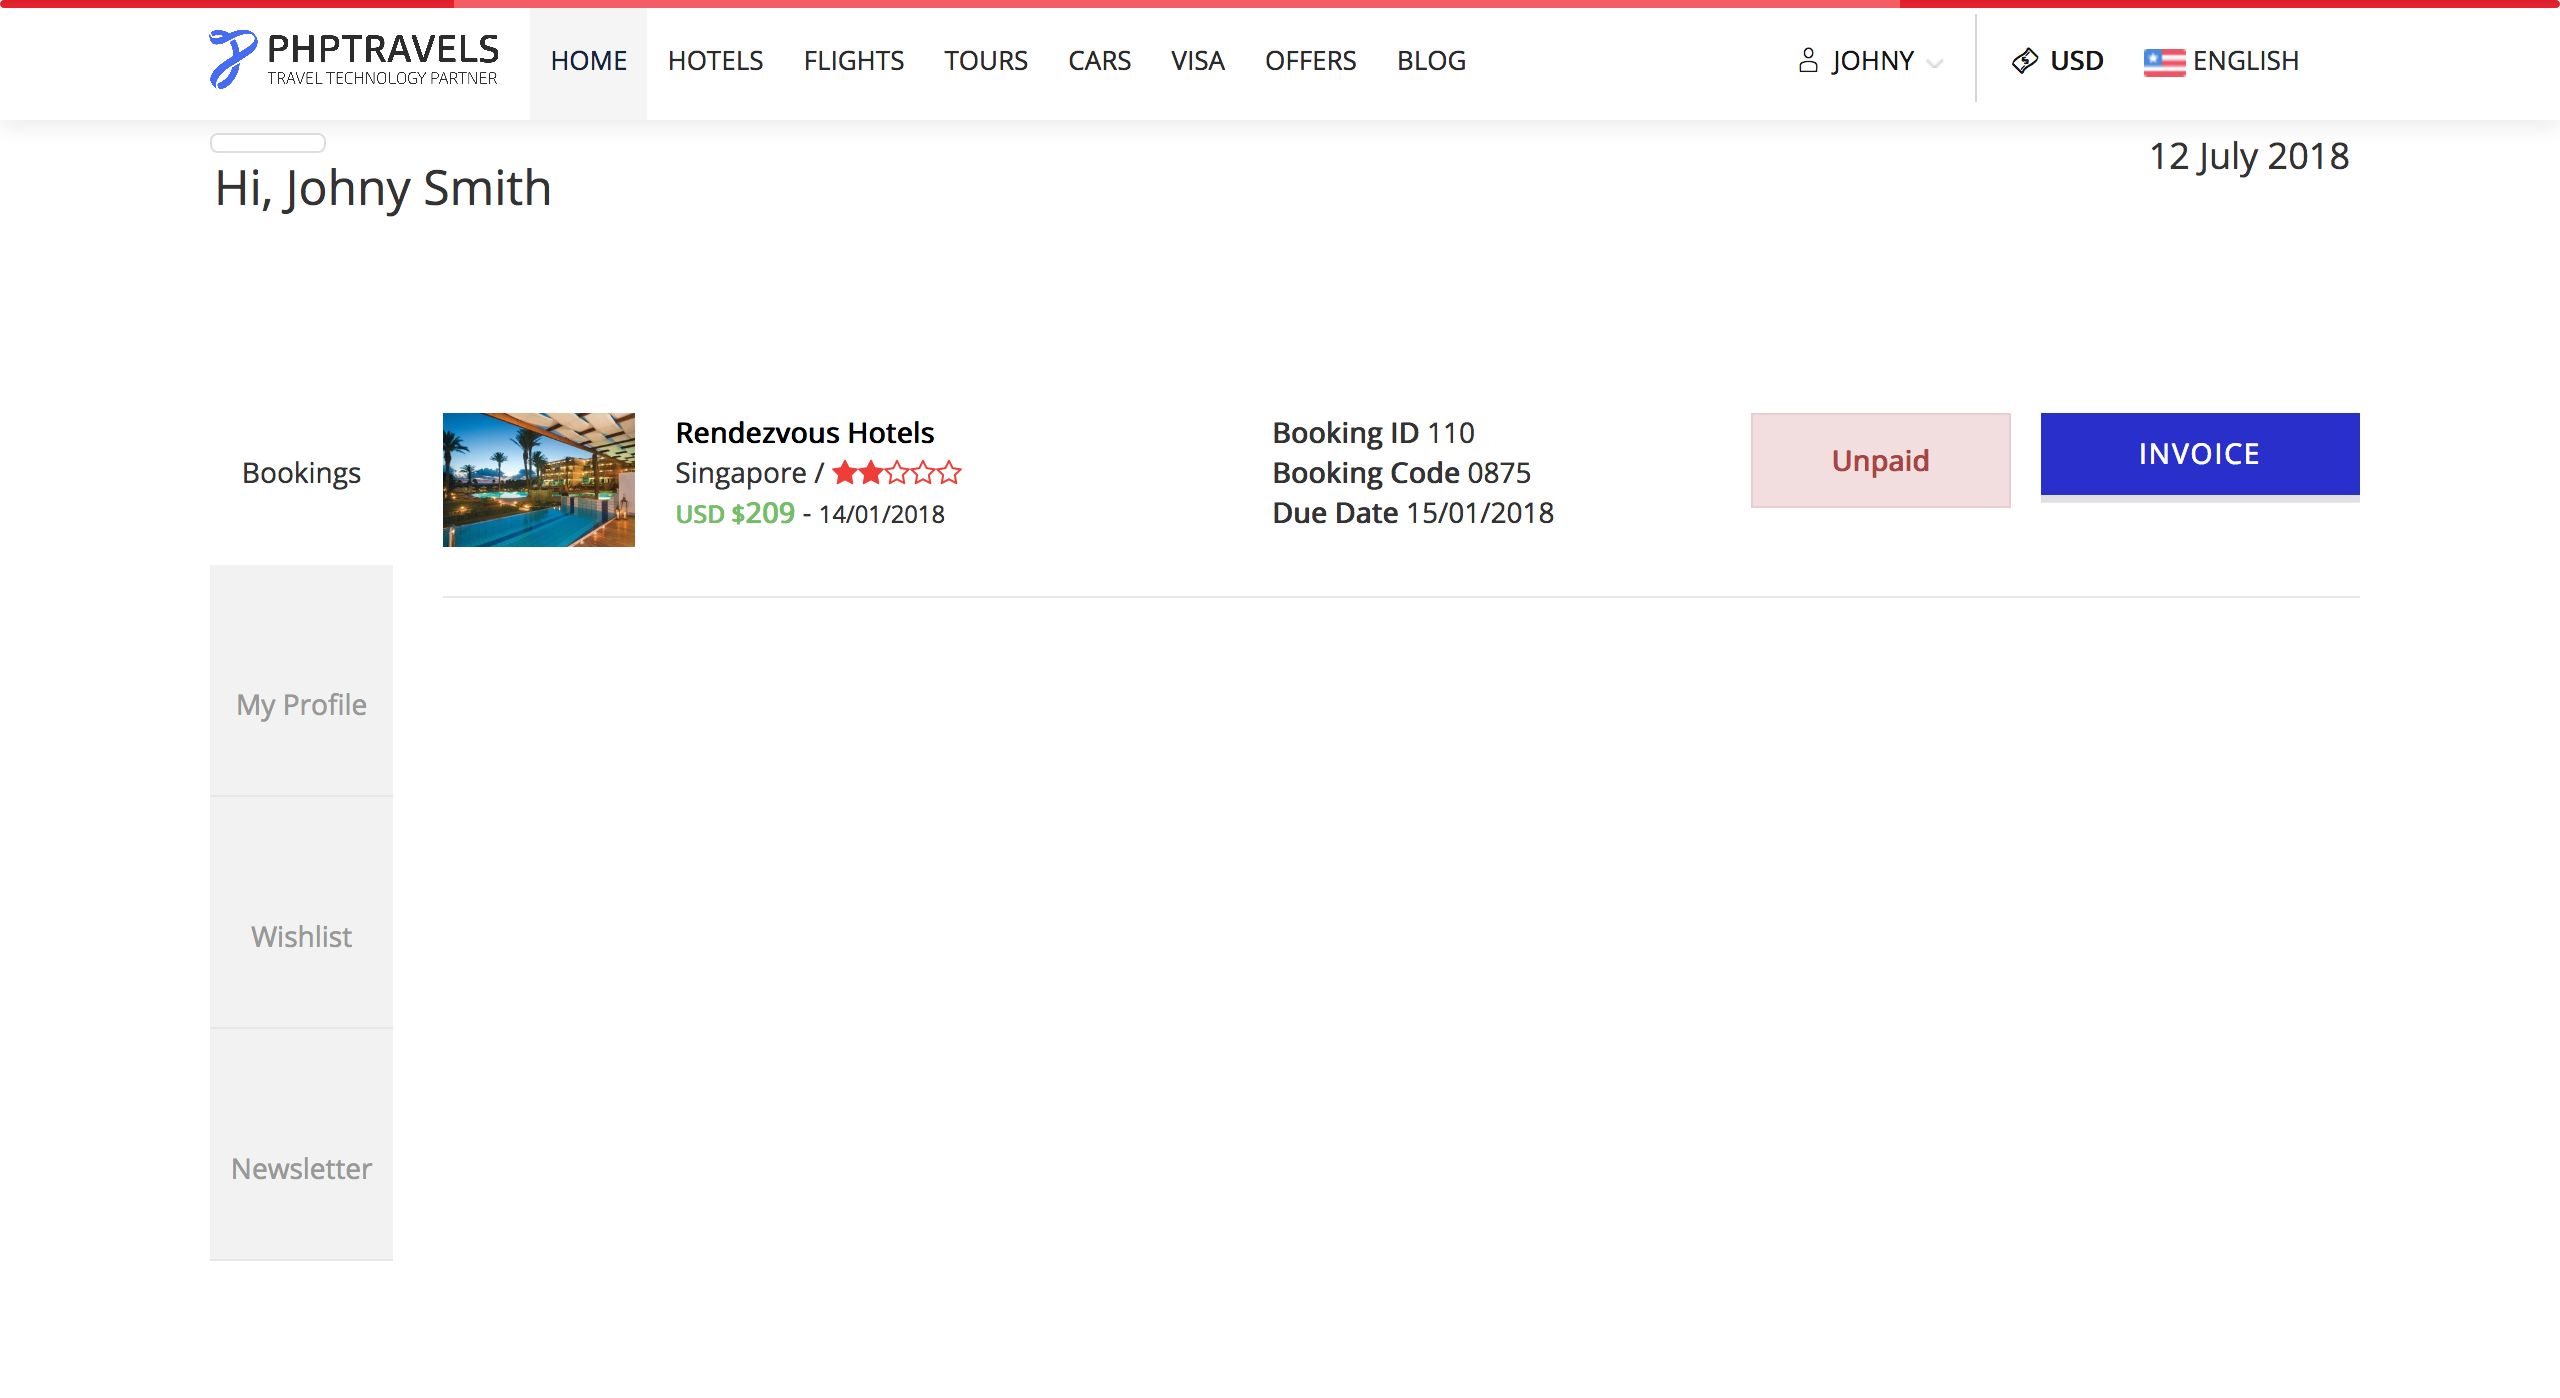 PHPTRAVELS
TRAVEL TECHNOLOGY PARTNER
HOME HOTELS FLIGHTS TOURS CARS VISA OFFERS BLOG
JOHNY USD ENGLISH
Hi, Johny Smith
12 July 2018
Bookings
My Profile
Wishlist
Newsletter
Rendezvous Hotels
Singapore /
USD $209 - 14/01/2018
Booking ID 110
Booking Code 0875
Due Date 15/01/2018
Unpaid
INVOICE